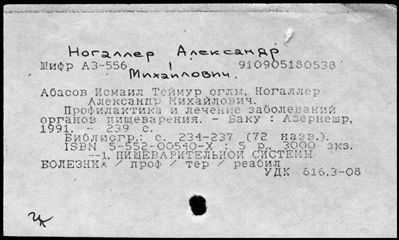 Ногаллер Александр
Михайлович.
Шифр АЗ-556 910905180538
Абасов Исмаил Теймур оглы, Ногаллер
Александр Михайлович.
Профилактика и лечение заболеваний
органов пищеварения. - Баку : Азернешр,
1991. - 239 с.
Библиогр.: с. 234-237 (72 назв.).
ISBN 5-552-00540-X : 5 р., 3000 экз.
--1. ПИЩЕВАРИТЕЛЬНОЙ СИСТЕМЫ
БОЛЕЗНИ* / проф / тер / реабил
УДК 616.3-08